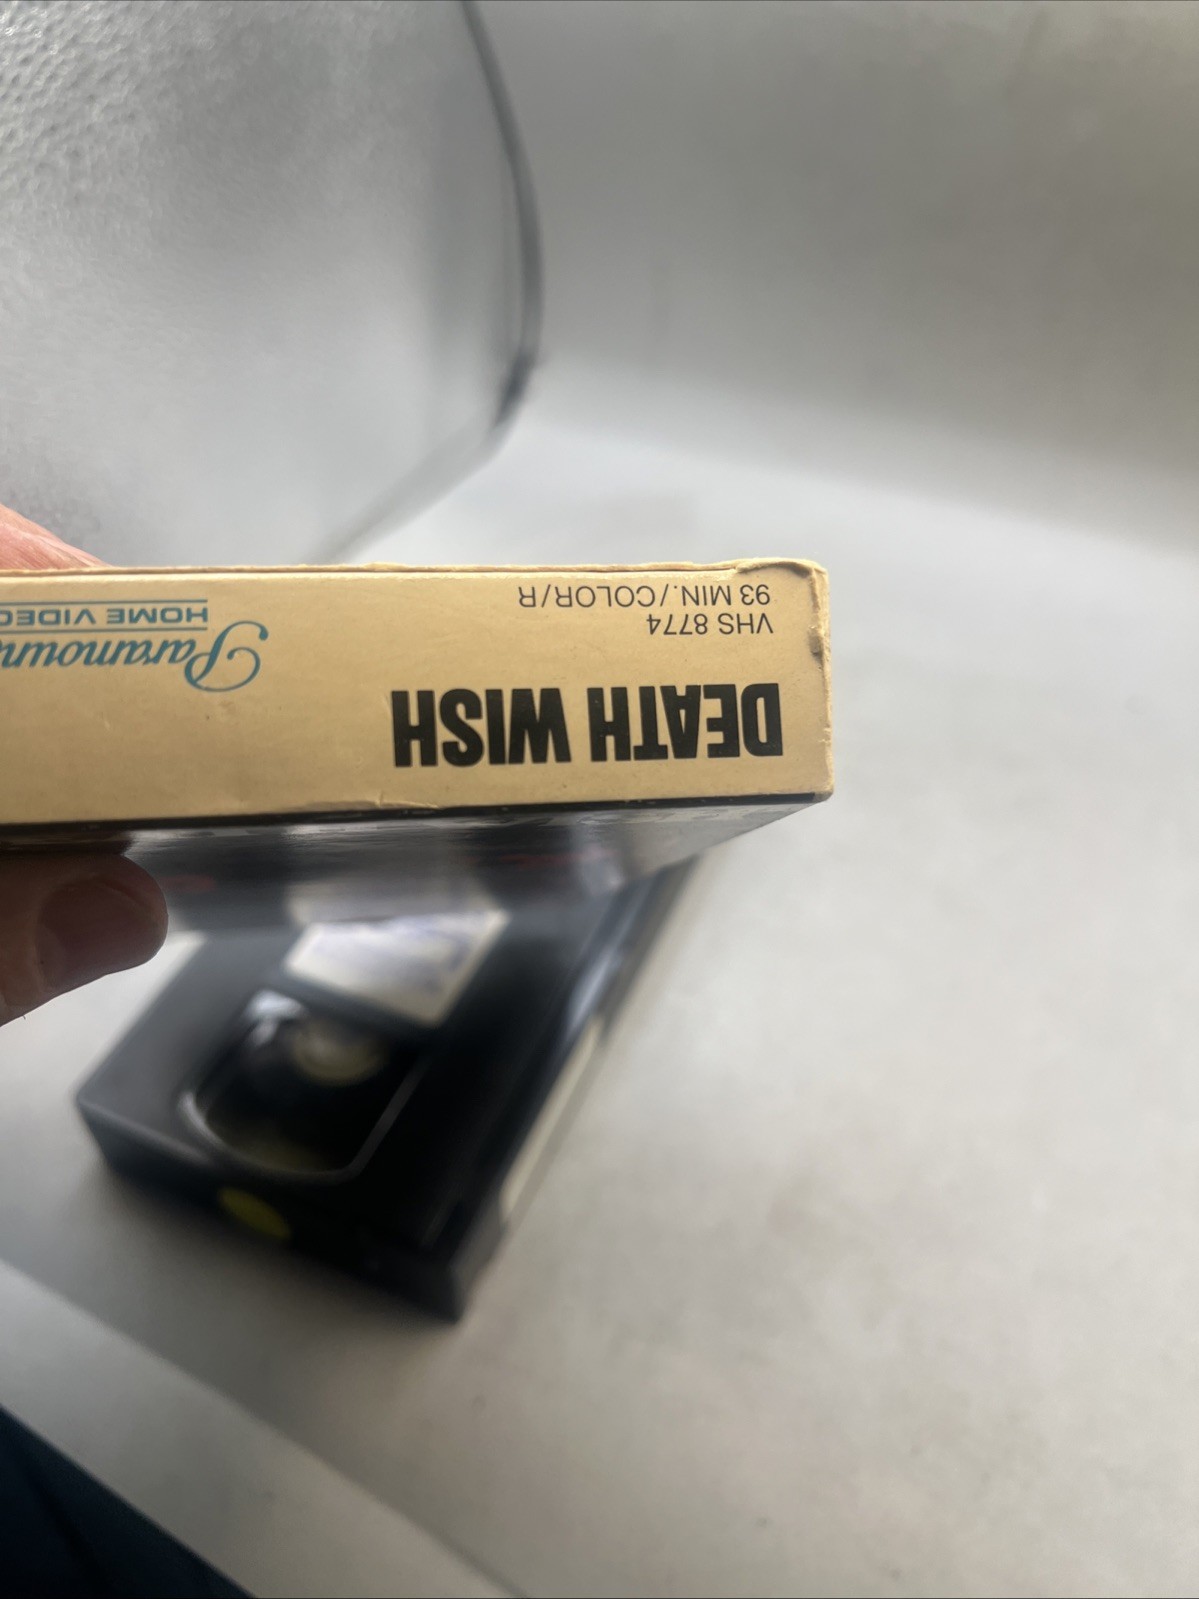 DEATH WISH
VHS 8774
93 MIN./COLOR/R
Paramount
HOME VIDEO